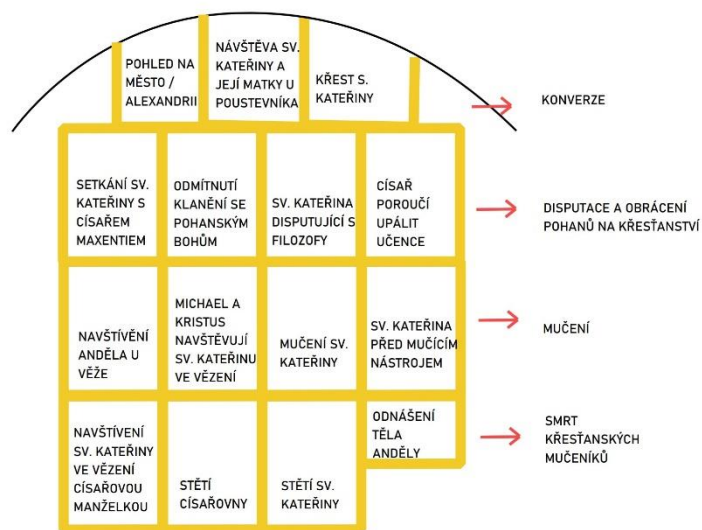 POHLED NA
MĚSTO /
ALEXANDRII
NÁVŠTĚVA SV.
KATEŘINY A
JEJÍ MATKY U
POUSTEVNÍKA
KŘEST S.
KATEŘINY
KONVERZE
SETKÁNÍ SV.
KATEŘINY S
CÍSAŘEM
MAXENTIEM
ODMÍTNUTÍ
KLANĚNÍ SE
POHANSKÝM
BOHŮM
SV. KATEŘINA
DISPUTUJÍCÍ S
FILOZOFY
CÍSAŘ
POROUČÍ
UPÁLIT
UČENCE
DISPUTACE A OBRÁCENÍ
POHANŮ NA KŘESŤANSTVÍ
NAVŠTÍVĚNÍ
ANDĚLA U
VĚŽE
MICHAEL A
KRISTUS
NAVŠTĚVUJÍ
SV. KATEŘINU
VE VĚZENÍ
MUČENÍ SV.
KATEŘINY
SV. KATEŘINA
PŘED MUČÍCÍM
NÁSTROJEM
MUČENÍ
NAVŠTÍVENÍ
SV. KATEŘINY
VE VĚZENÍ
CÍSAŘOVOU
MANŽELKOU
STĚTÍ
CÍSAŘOVNY
STĚTÍ SV.
KATEŘINY
ODNÁŠENÍ
TĚLA
ANDĚLY
SMRT
KŘESŤANSKÝCH
MUČENÍKŮ